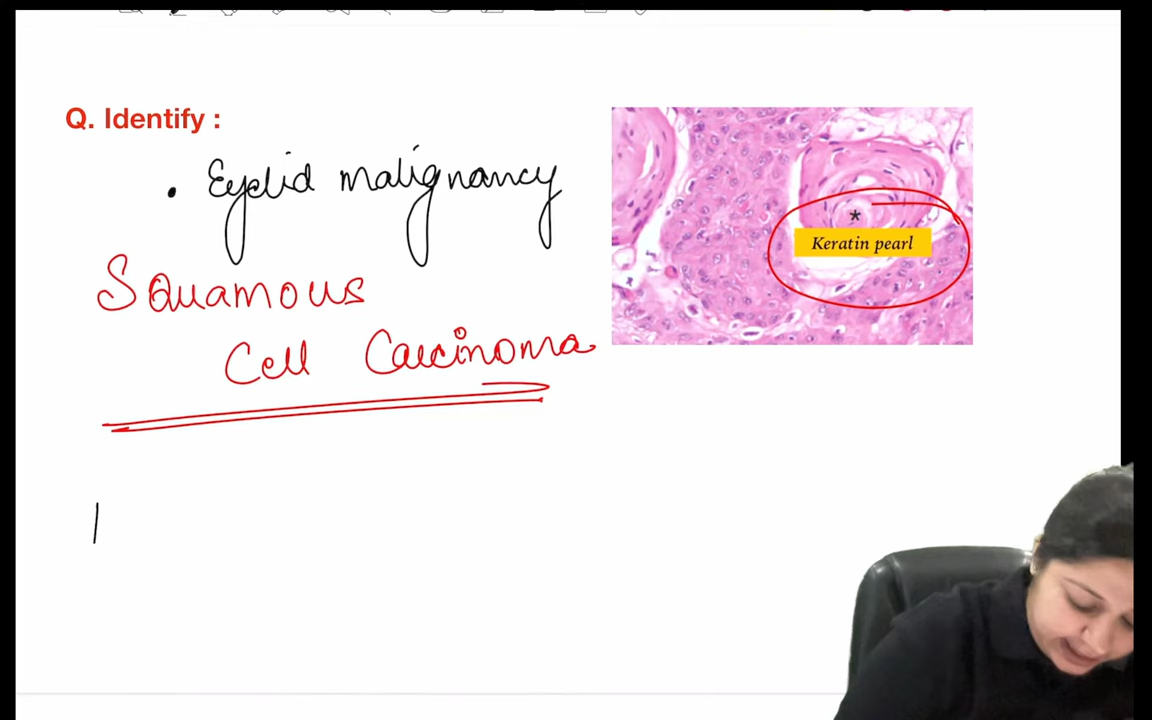 Q. Identify :
• Eyelid malignancy
Squamous
Cell Carcinoma
*
Keratin pearl